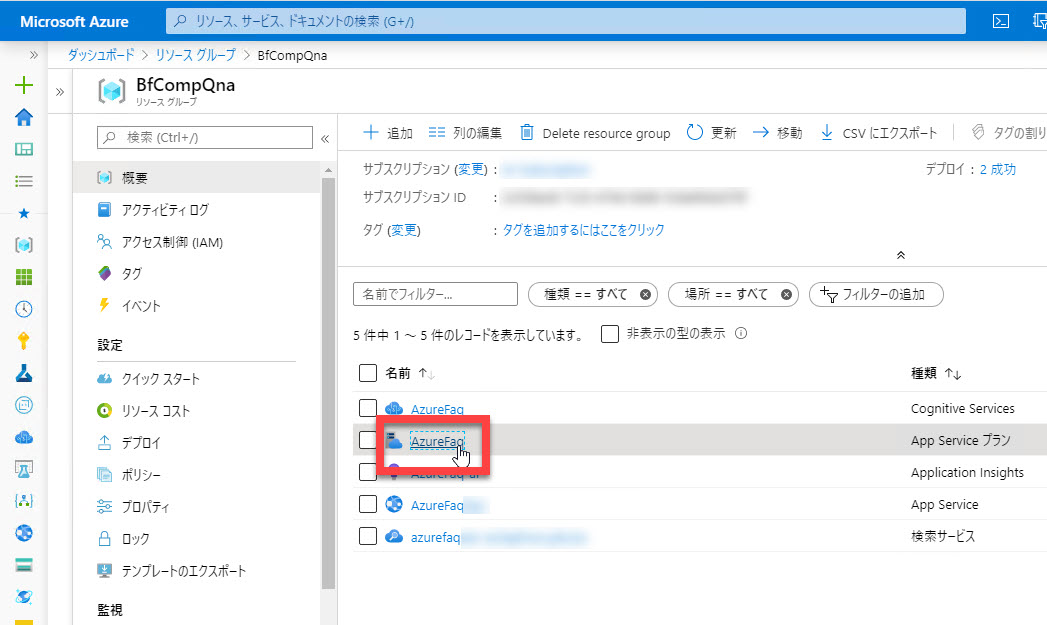 Microsoft Azure
リソース、サービス、ドキュメントの検索 (G+/)
ダッシュボード > リソース グループ > BfCompQna
BfCompQna
リソース グループ
検索 (Ctrl+/)
概要
アクティビティ ログ
アクセス制御 (IAM)
タグ
イベント
設定
クイック スタート
リソース コスト
デプロイ
ポリシー
プロパティ
ロック
テンプレートのエクスポート
監視
追加 列の編集 Delete resource group 更新 移動 CSV にエクスポート タグの割り
サブスクリプション (変更) : デプロイ : 2 成功
サブスクリプション ID :
タグ (変更) : タグを追加するにはここをクリック
名前でフィルター... 種類 == すべて 場所 == すべて フィルターの追加
5 件中 1 ～ 5 件のレコードを表示しています。 非表示の型の表示
名前 ↑↓ 種類 ↑↓
AzureFaq Cognitive Services
AzureFaq App Service プラン
AzureFaq-ai Application Insights
AzureFaq App Service
azurefaq 検索サービス